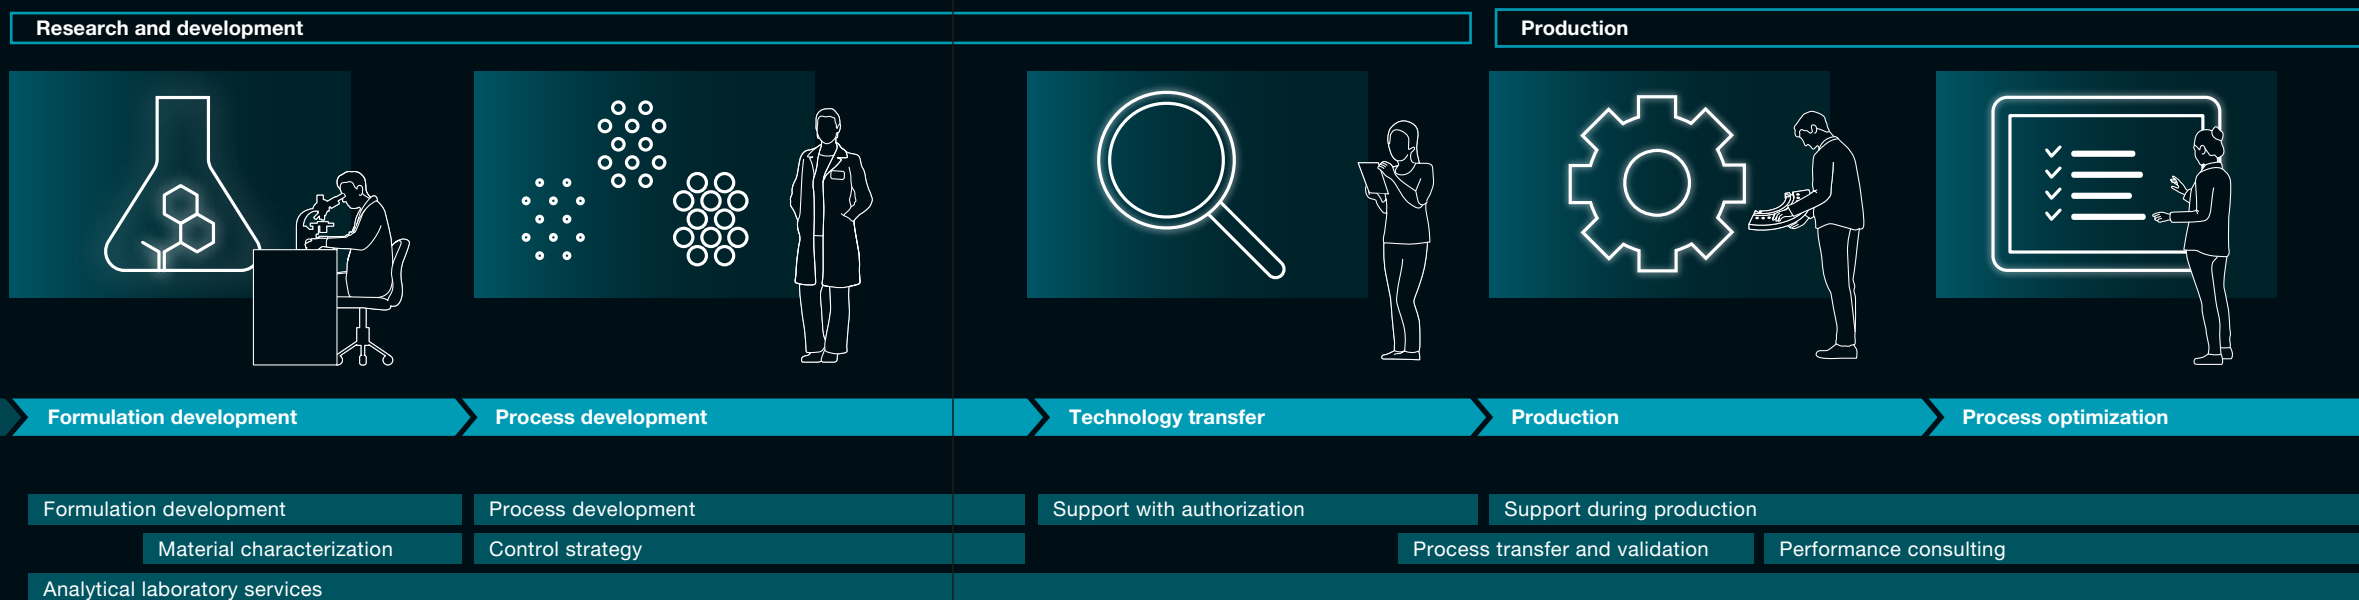 Research and development
Production
Formulation development
Process development
Technology transfer
Production
Process optimization
Formulation development
Process development
Support with authorization
Support during production
Material characterization
Control strategy
Process transfer and validation
Performance consulting
Analytical laboratory services